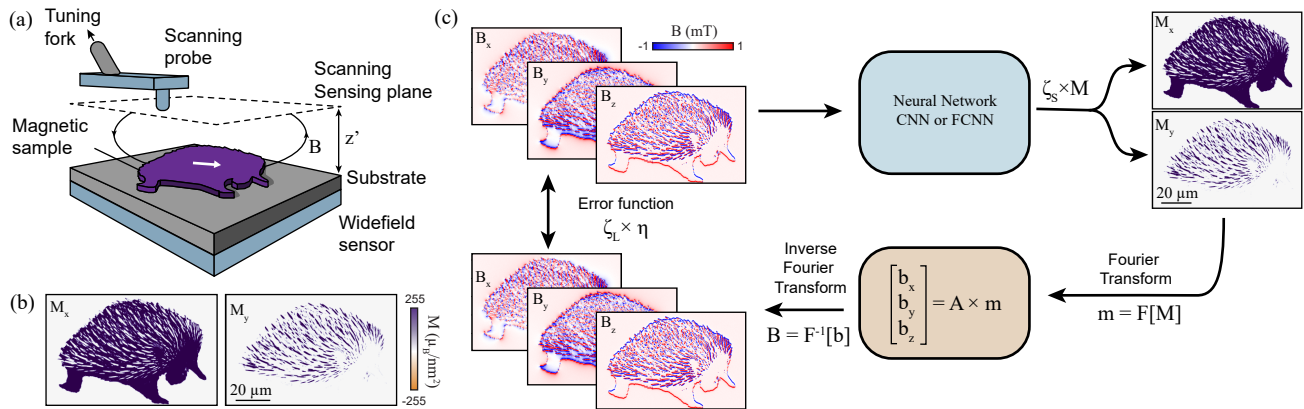 (a)
Tuning
fork
Scanning
probe
Scanning
Sensing plane
Magnetic
sample
B
z'
Substrate
Widefield
sensor
(b)
Mx
My
20 µm
255
M (µB/nm²)
-255
(c)
Bx
By
Bz
B (mT)
-1
1
Neural Network
CNN or FCNN
ζS×M
Mx
My
20 µm
Error function
ζL× η
Bx
By
Bz
Inverse
Fourier
Transform
B = F⁻¹[b]
bx
by = A × m
bz
Fourier
Transform
m = F[M]